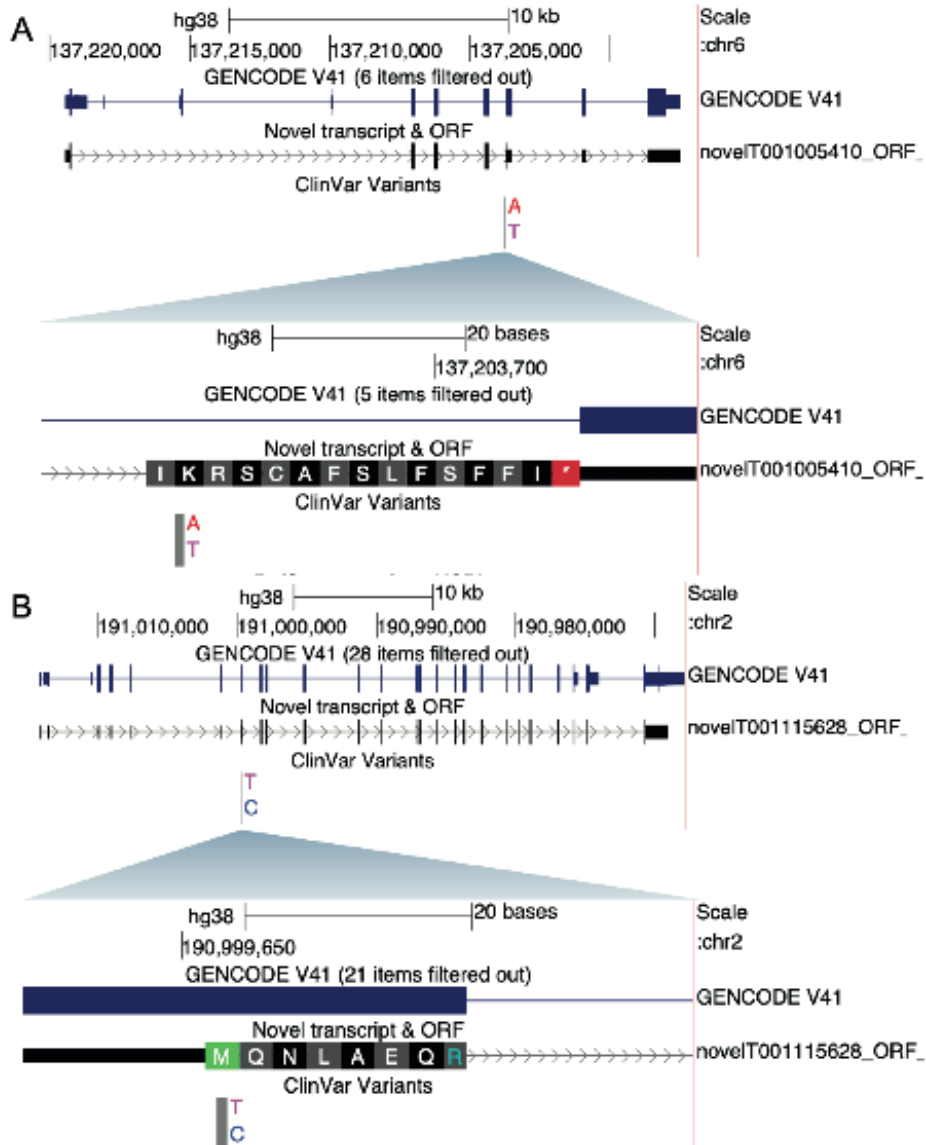 A
hg38 10 kb Scale
137,220,000 137,215,000 137,210,000 137,205,000 :chr6
GENCODE V41 (6 items filtered out)
GENCODE V41
Novel transcript & ORF
novelT001005410_ORF_
ClinVar Variants
A
T
hg38 20 bases Scale
137,203,700 :chr6
GENCODE V41 (5 items filtered out)
GENCODE V41
Novel transcript & ORF
I K R S C A F S L F S F F I * novelT001005410_ORF_
ClinVar Variants
A
T
B
hg38 10 kb Scale
191,010,000 191,000,000 190,990,000 190,980,000 :chr2
GENCODE V41 (28 items filtered out)
GENCODE V41
Novel transcript & ORF
novelT001115628_ORF_
ClinVar Variants
T
C
hg38 20 bases Scale
190,999,650 :chr2
GENCODE V41 (21 items filtered out)
GENCODE V41
Novel transcript & ORF
M Q N L A E Q R novelT001115628_ORF_
ClinVar Variants
T
C